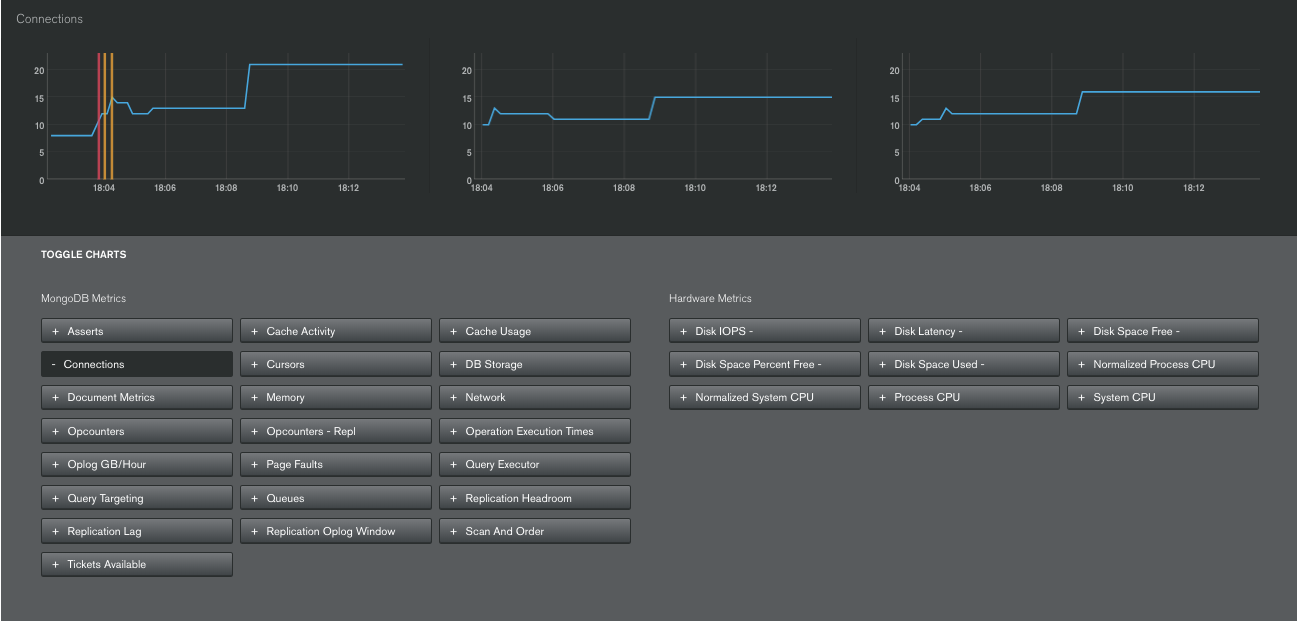 Connections
20
15
10
5
0
18:04 18:06 18:08 18:10 18:12
20
15
10
5
0
18:04 18:06 18:08 18:10 18:12
20
15
10
5
0
18:04 18:06 18:08 18:10 18:12
TOGGLE CHARTS
MongoDB Metrics
+ Asserts + Cache Activity + Cache Usage
- Connections + Cursors + DB Storage
+ Document Metrics + Memory + Network
+ Opcounters + Opcounters - Repl + Operation Execution Times
+ Oplog GB/Hour + Page Faults + Query Executor
+ Query Targeting + Queues + Replication Headroom
+ Replication Lag + Replication Oplog Window + Scan And Order
+ Tickets Available
Hardware Metrics
+ Disk IOPS - + Disk Latency - + Disk Space Free -
+ Disk Space Percent Free - + Disk Space Used - + Normalized Process CPU
+ Normalized System CPU + Process CPU + System CPU